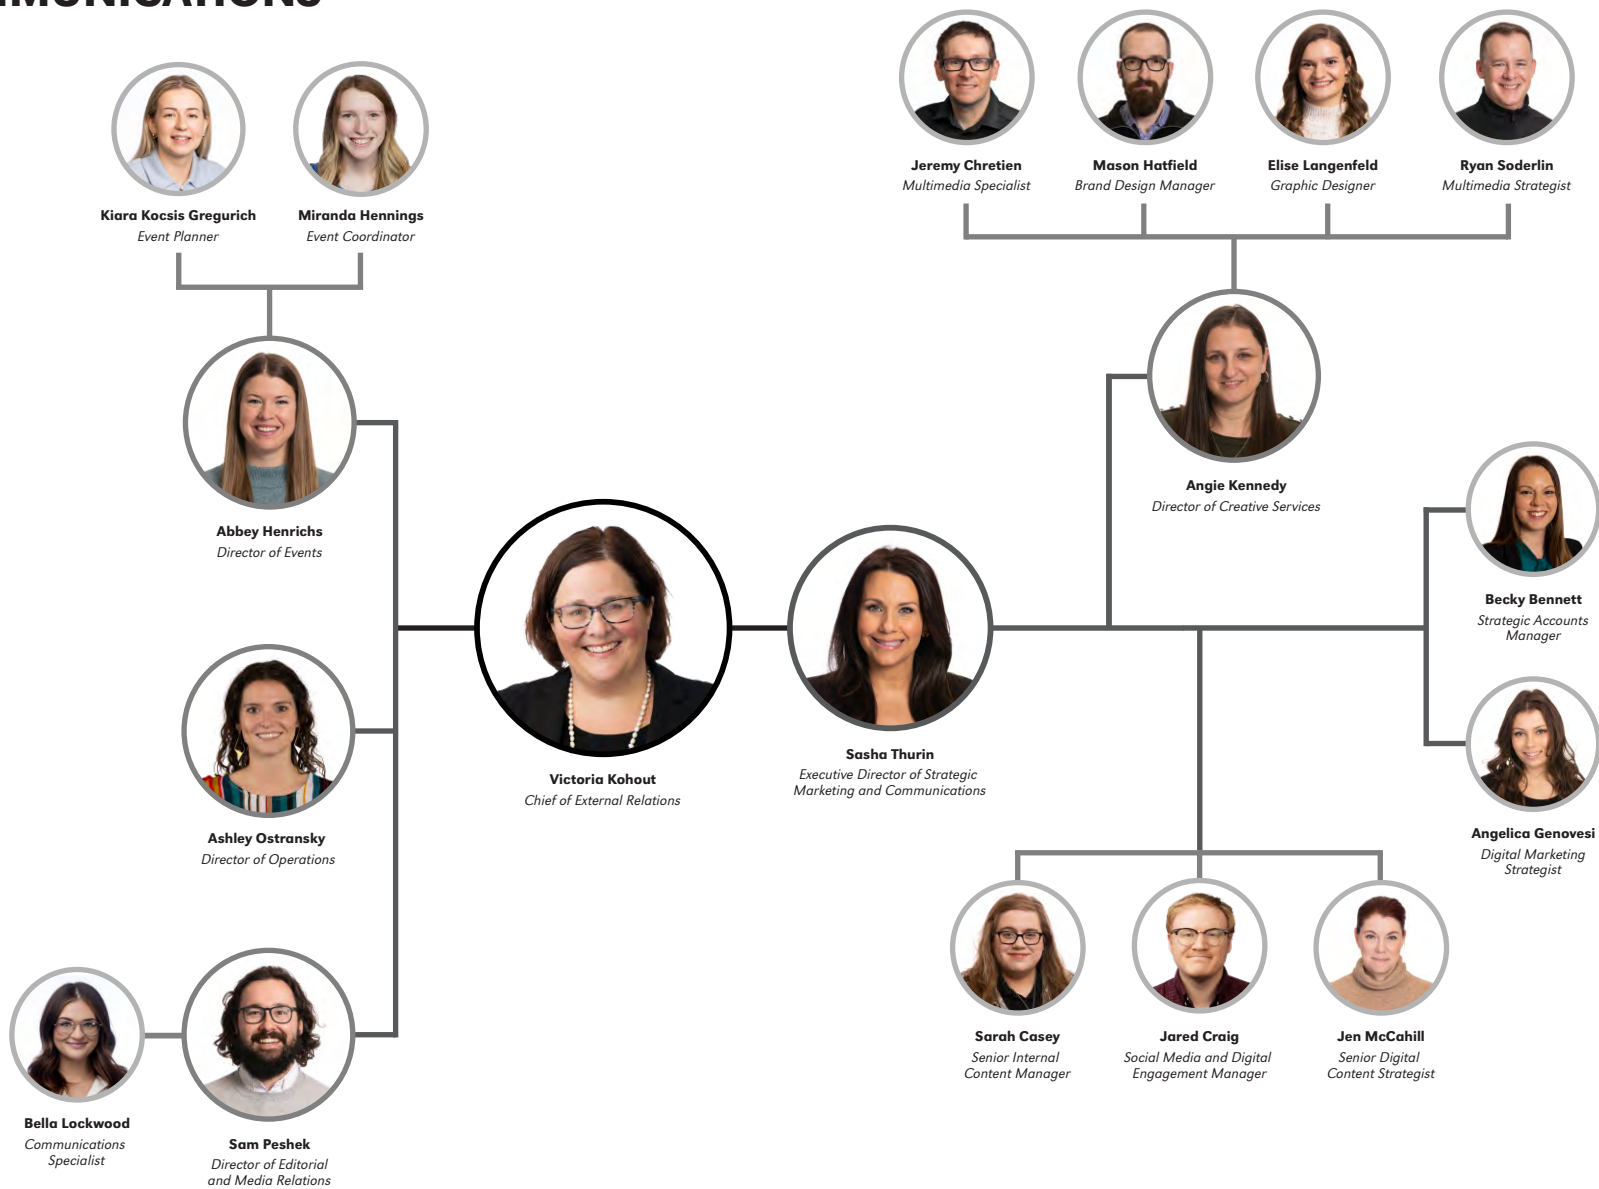 Jeremy Chretien
Multimedia Specialist
Mason Hatfield
Brand Design Manager
Elise Langenfeld
Graphic Designer
Ryan Soderlin
Multimedia Strategist
Kiara Kocsis Gregurich
Event Planner
Miranda Hennings
Event Coordinator
Angie Kennedy
Director of Creative Services
Abbey Henrichs
Director of Events
Becky Bennett
Strategic Accounts
Manager
Victoria Kohout
Chief of External Relations
Sasha Thurin
Executive Director of Strategic
Marketing and Communications
Ashley Ostransky
Director of Operations
Angelica Genovesi
Digital Marketing
Strategist
Sarah Casey
Senior Internal
Content Manager
Jared Craig
Social Media and Digital
Engagement Manager
Jen McCahill
Senior Digital
Content Strategist
Bella Lockwood
Communications
Specialist
Sam Peshek
Director of Editorial
and Media Relations